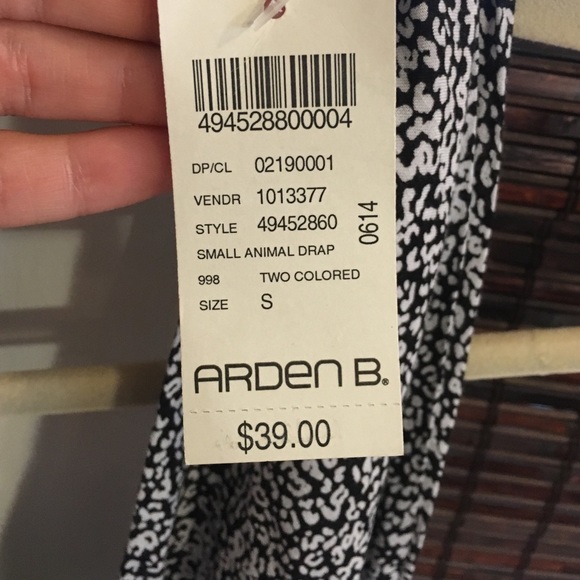 494528800004
DP/CL 02190001
VENDR 1013377
STYLE 49452860
0614
SMALL ANIMAL DRAP
998 TWO COLORED
SIZE S
ARDEN B.®
$39.00